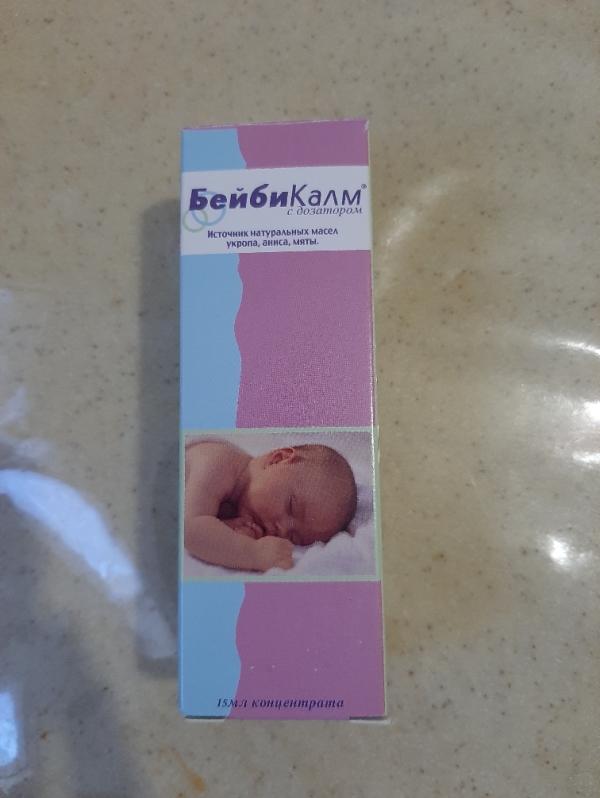 БейбиКалм®
с дозатором
Источник натуральных масел
укропа, аниса, мяты.
15мл концентрата